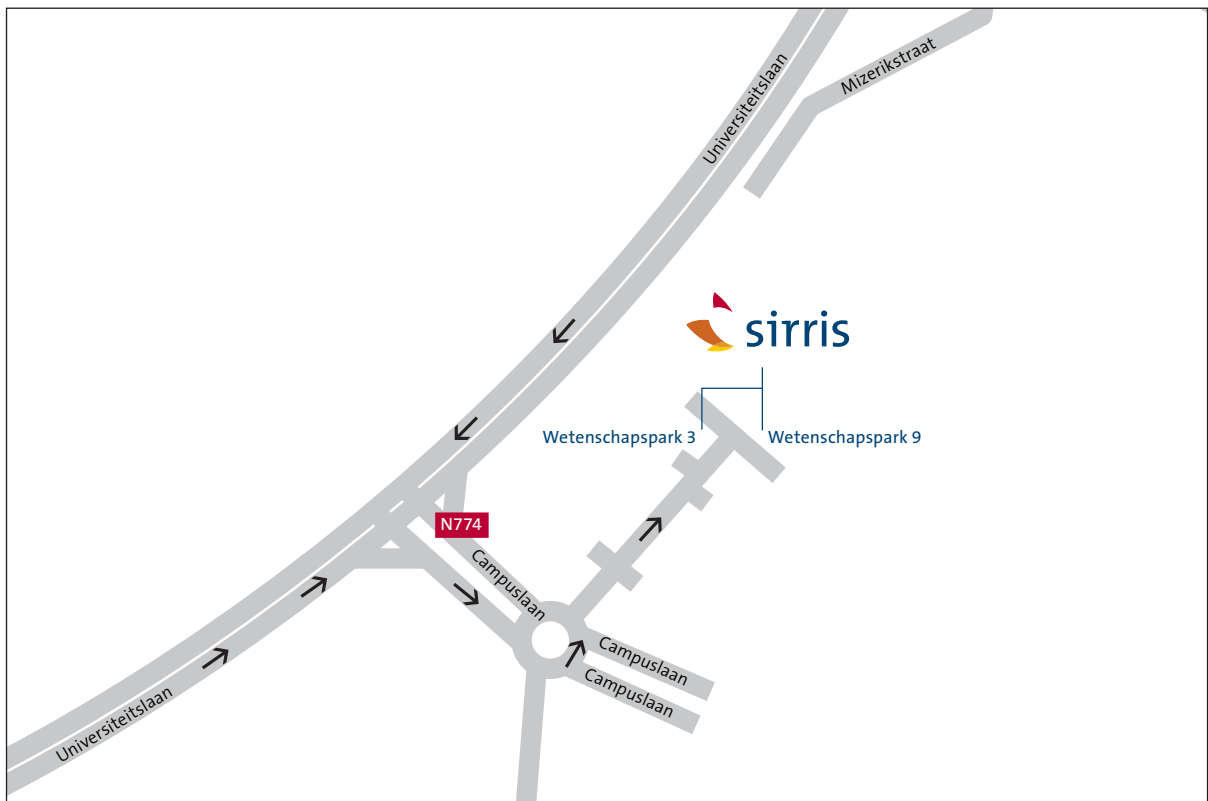 Mizerikstraat
Universiteitslaan
sirris
Wetenschapspark 3
Wetenschapspark 9
N774
Campuslaan
Campuslaan
Campuslaan
Universiteitslaan